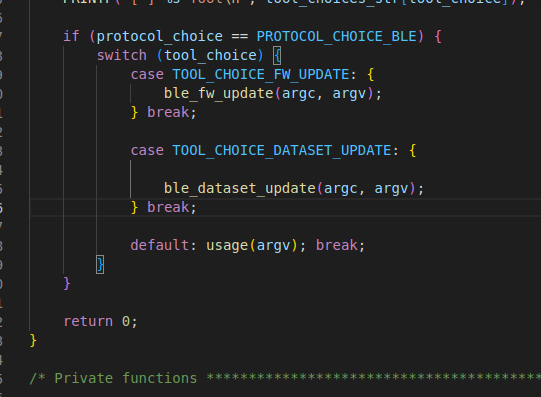 PRINTF("[*] %s Tool\n", tool_choices_str[tool_choice]);
if (protocol_choice == PROTOCOL_CHOICE_BLE) {
switch (tool_choice) {
case TOOL_CHOICE_FW_UPDATE: {
ble_fw_update(argc, argv);
} break;
case TOOL_CHOICE_DATASET_UPDATE: {
ble_dataset_update(argc, argv);
} break;
default: usage(argv); break;
}
}
return 0;
}
/* Private functions ******************************************